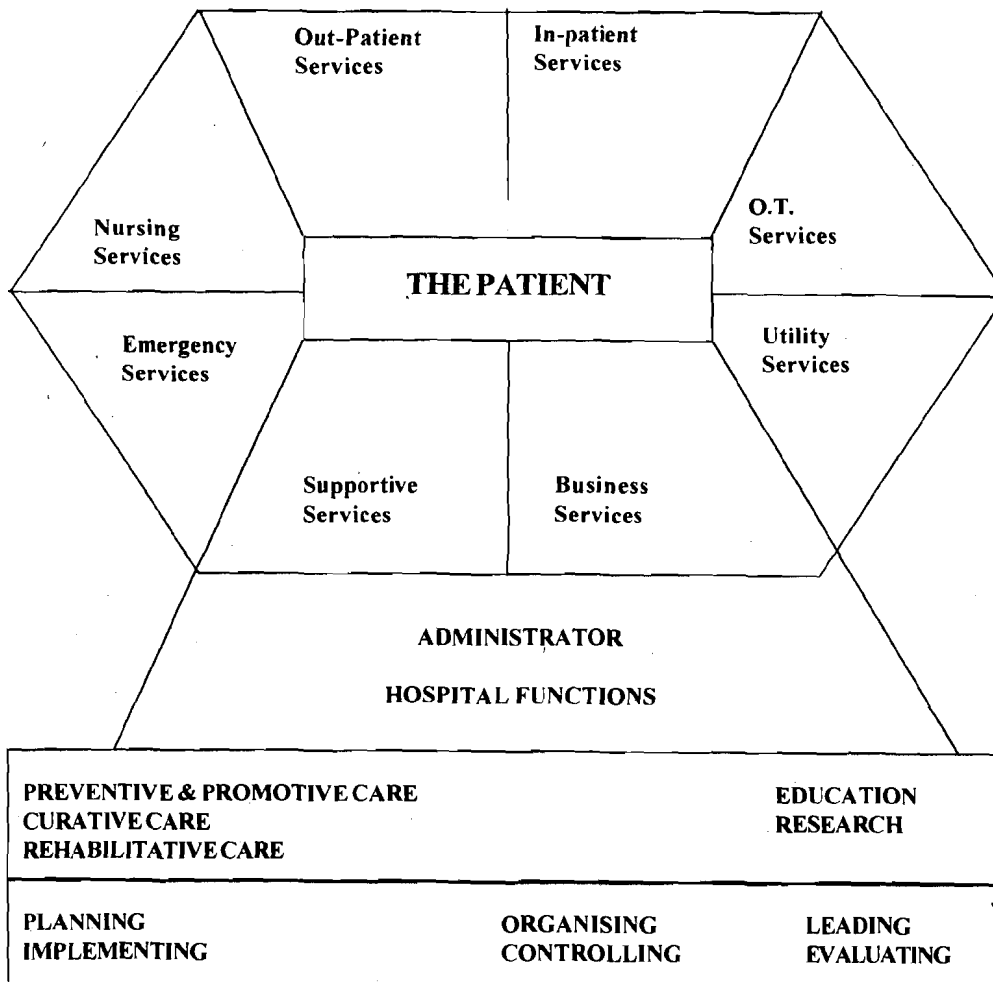 Out-Patient
Services
In-patient
Services
Nursing
Services
O.T.
Services
THE PATIENT
Emergency
Services
Utility
Services
Supportive
Services
Business
Services
ADMINISTRATOR
HOSPITAL FUNCTIONS
PREVENTIVE & PROMOTIVE CARE
CURATIVE CARE
REHABILITATIVE CARE
EDUCATION
RESEARCH
PLANNING
IMPLEMENTING
ORGANISING
CONTROLLING
LEADING
EVALUATING